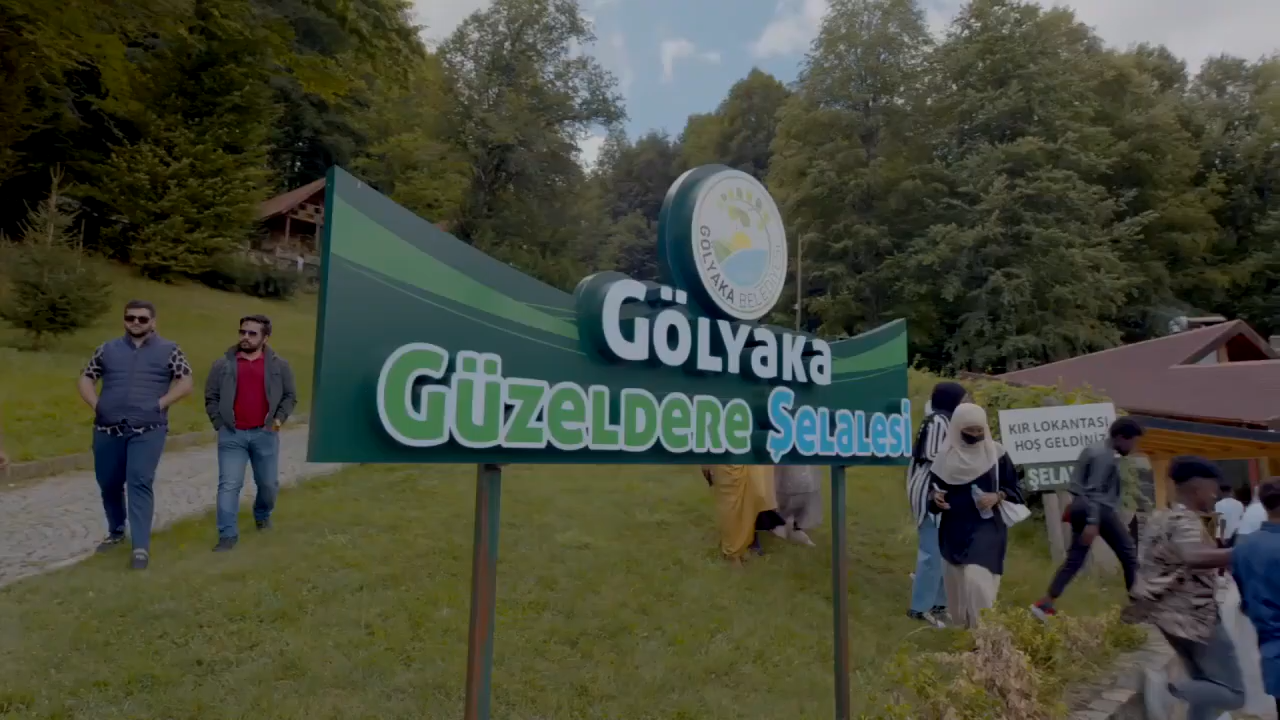 GÖLYAKA BELEDİYESİ
GÖLYAKA
GÜZELDERE ŞELALESİ
KIR LOKANTASI
HOŞ GELDİNİZ